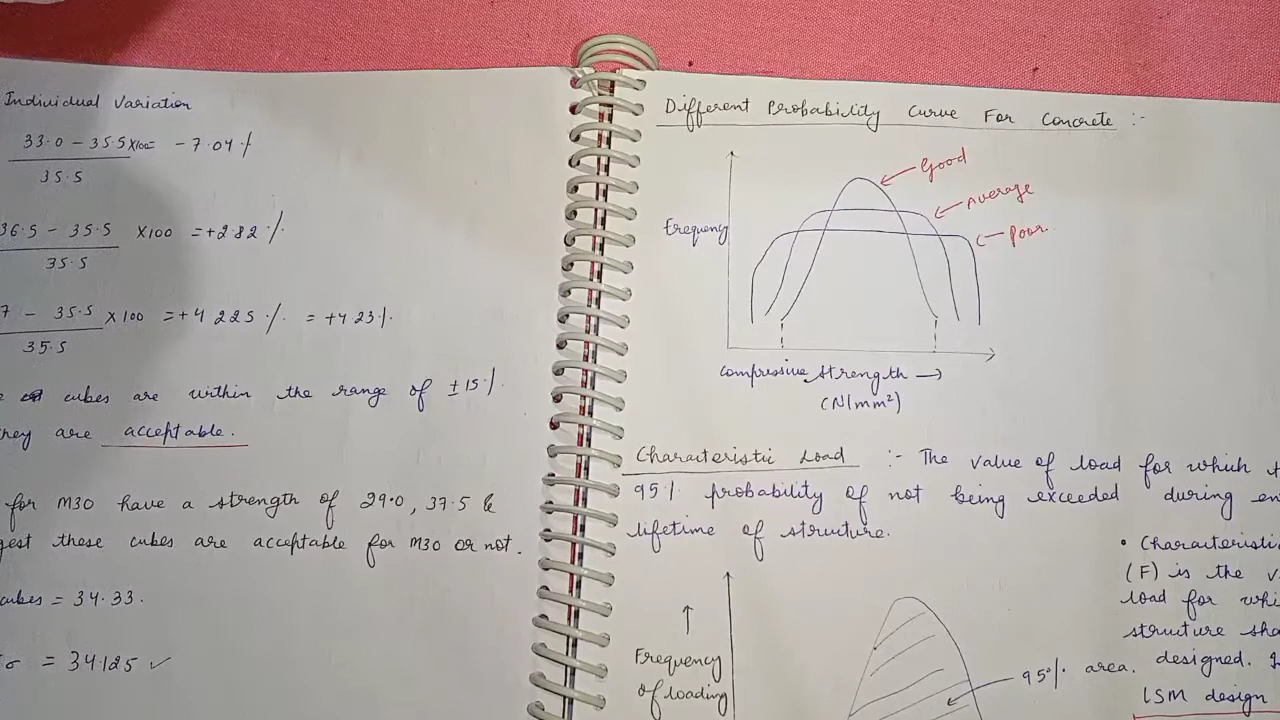 Individual Variation
33.0 - 35.5 x100= - 7.04 %
35.5
36.5 - 35.5 x100 = +2.82 %
35.5
7 - 35.5 x100 = +4.225 % = +4.23%
35.5
cubes are within the range of ±15%.
they are acceptable.
for M30 have a strength of 29.0, 37.5 &
gest these cubes are acceptable for M30 or not.
cubes = 34.33.
σ = 34.125 ✓
Different Probability Curve For Concrete :-
Good
Average
Poor
Frequency
Compressive Strength →
(N/mm²)
Characteristic Load :- The value of load for which
95% probability of not being exceeded during en
lifetime of structure.
• Characteristi
(F) is the v
load for whi
structure sha
designed.
LSM design
Frequency
of loading
95% area.